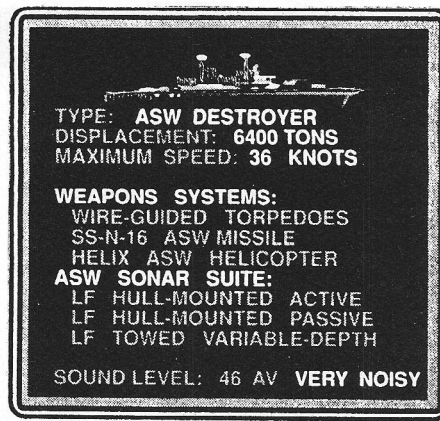 TYPE: ASW DESTROYER
DISPLACEMENT: 6400 TONS
MAXIMUM SPEED: 36 KNOTS
WEAPONS SYSTEMS:
WIRE-GUIDED TORPEDOES
SS-N-16 ASW MISSILE
HELIX ASW HELICOPTER
ASW SONAR SUITE:
LF HULL-MOUNTED ACTIVE
LF HULL-MOUNTED PASSIVE
LF TOWED VARIABLE-DEPTH
SOUND LEVEL: 46 AV VERY NOISY